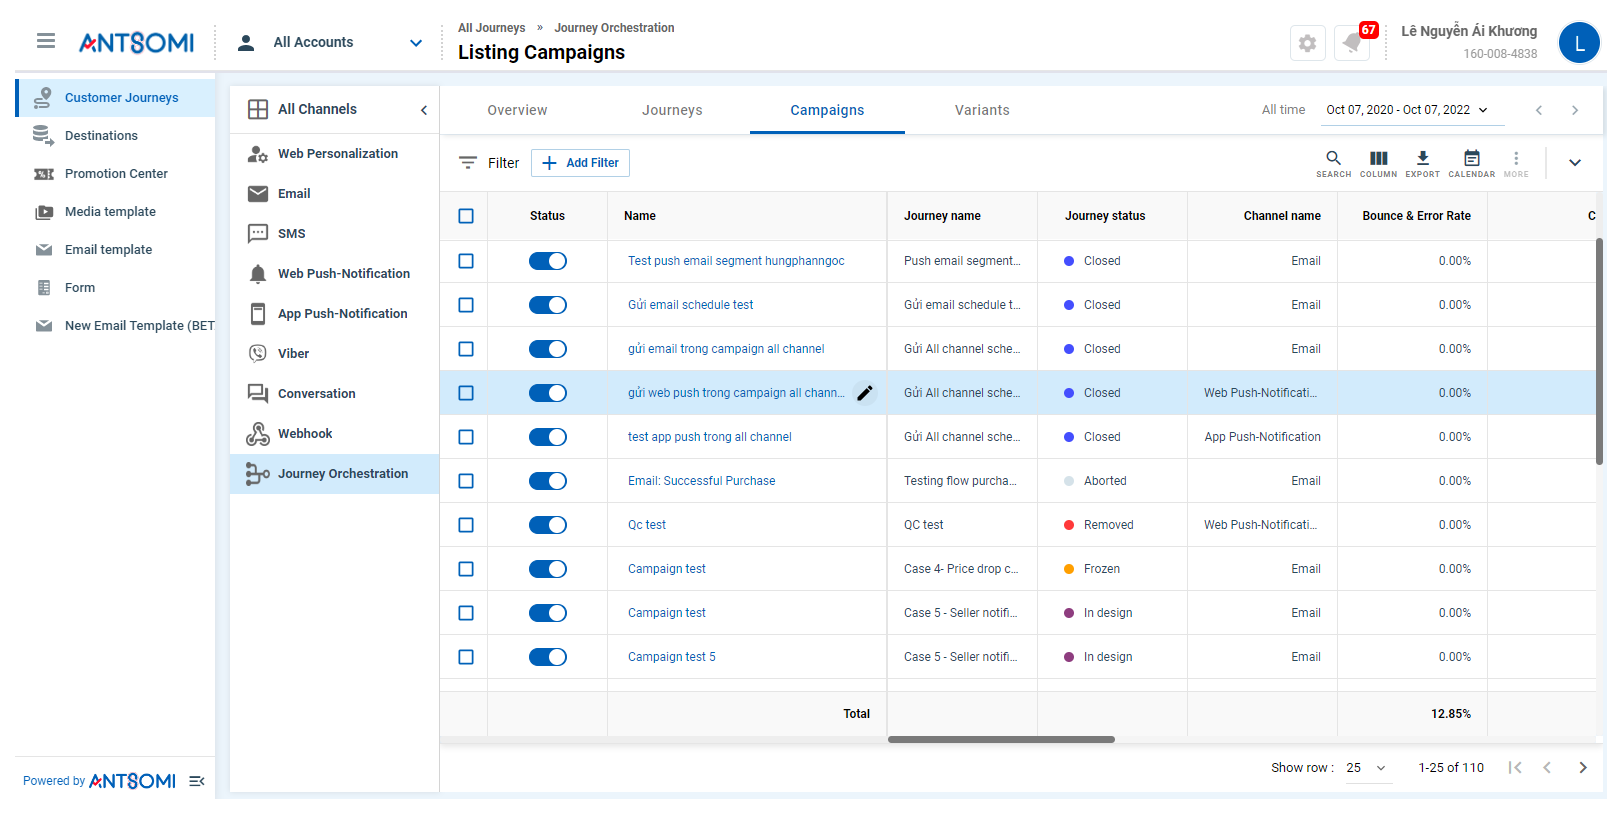 ANTSOMI
All Accounts
All Journeys » Journey Orchestration
Listing Campaigns
67
Lê Nguyễn Ái Khương
160-008-4838
L
Customer Journeys
Destinations
Promotion Center
Media template
Email template
Form
New Email Template (BET
Powered by ANTSOMI
All Channels
Web Personalization
Email
SMS
Web Push-Notification
App Push-Notification
Viber
Conversation
Webhook
Journey Orchestration
Overview Journeys Campaigns Variants
All time Oct 07, 2020 - Oct 07, 2022
Filter Add Filter
SEARCH COLUMN EXPORT CALENDAR MORE
Status Name Journey name Journey status Channel name Bounce & Error Rate C
Test push email segment hungphanngoc Push email segment... Closed Email 0.00%
Gửi email schedule test Gửi email schedule t... Closed Email 0.00%
gửi email trong campaign all channel Gửi All channel sche... Closed Email 0.00%
gửi web push trong campaign all chann... Gửi All channel sche... Closed Web Push-Notificati... 0.00%
test app push trong all channel Gửi All channel sche... Closed App Push-Notification 0.00%
Email: Successful Purchase Testing flow purcha... Aborted Email 0.00%
Qc test QC test Removed Web Push-Notificati... 0.00%
Campaign test Case 4- Price drop c... Frozen Email 0.00%
Campaign test Case 5 - Seller notifi... In design Email 0.00%
Campaign test 5 Case 5 - Seller notifi... In design Email 0.00%
Total 12.85%
Show row : 25 1-25 of 110